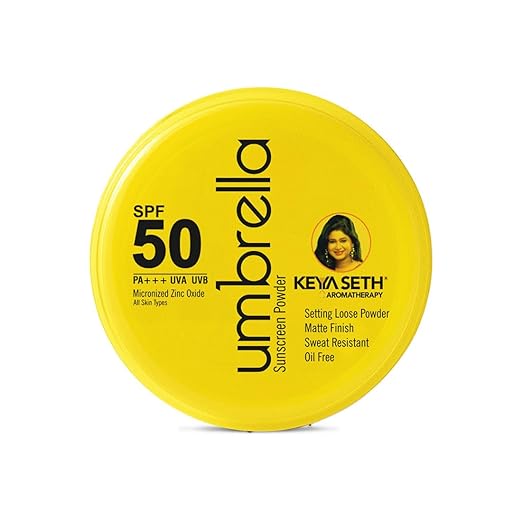 SPF
50
PA+++ UVA UVB
Micronized Zinc Oxide
All Skin Types
umbrella
Sunscreen Powder
KEYA SETH®
AROMATHERAPY
Setting Loose Powder
Matte Finish
Sweat Resistant
Oil Free